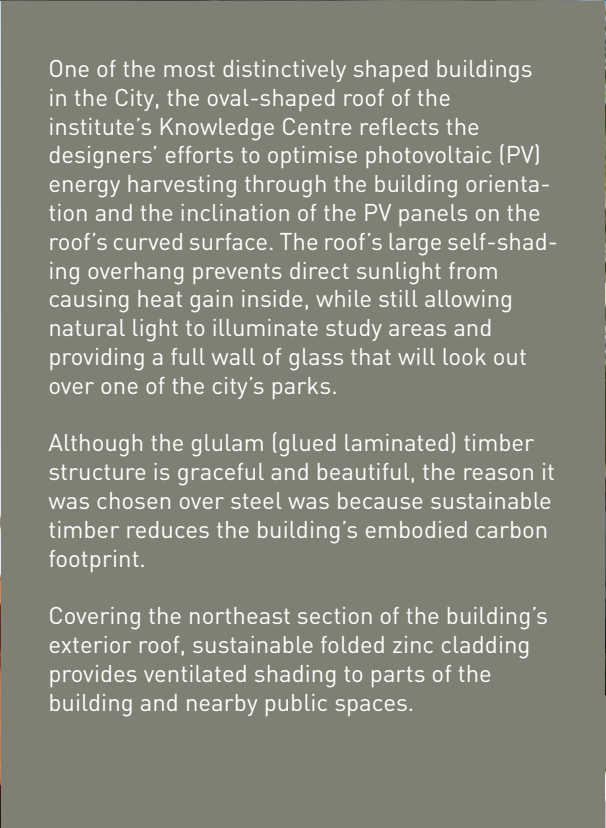 One of the most distinctively shaped buildings
in the City, the oval-shaped roof of the
institute's Knowledge Centre reflects the
designers' efforts to optimise photovoltaic (PV)
energy harvesting through the building orienta-
tion and the inclination of the PV panels on the
roof's curved surface. The roof's large self-shad-
ing overhang prevents direct sunlight from
causing heat gain inside, while still allowing
natural light to illuminate study areas and
providing a full wall of glass that will look out
over one of the city's parks.
Although the glulam (glued laminated) timber
structure is graceful and beautiful, the reason it
was chosen over steel was because sustainable
timber reduces the building's embodied carbon
footprint.
Covering the northeast section of the building's
exterior roof, sustainable folded zinc cladding
provides ventilated shading to parts of the
building and nearby public spaces.